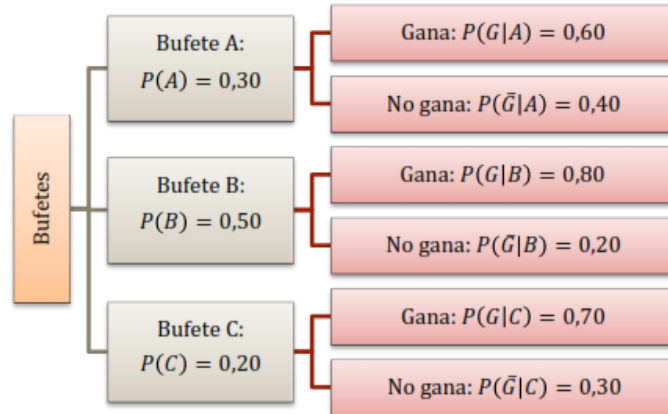 Bufetes
Bufete A:
P(A) = 0,30
Gana: P(G|A) = 0,60
No gana: P(Ḡ|A) = 0,40
Bufete B:
P(B) = 0,50
Gana: P(G|B) = 0,80
No gana: P(Ḡ|B) = 0,20
Bufete C:
P(C) = 0,20
Gana: P(G|C) = 0,70
No gana: P(Ḡ|C) = 0,30